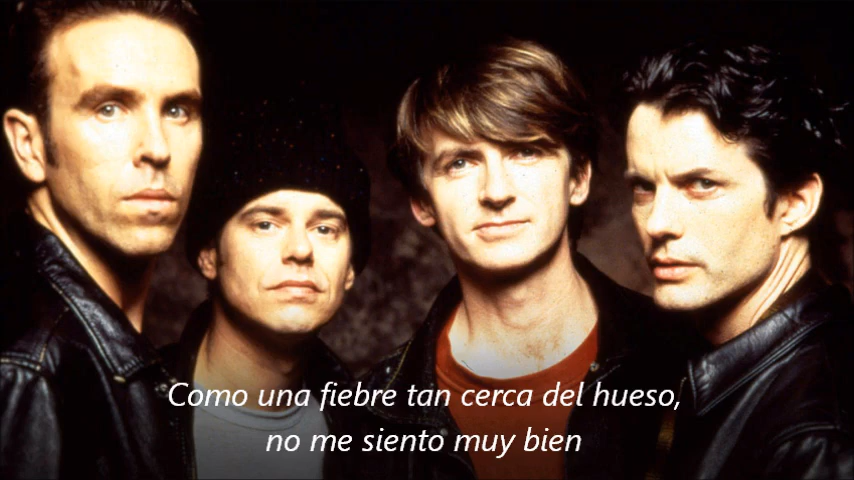 Como una fiebre tan cerca del hueso,
no me siento muy bien